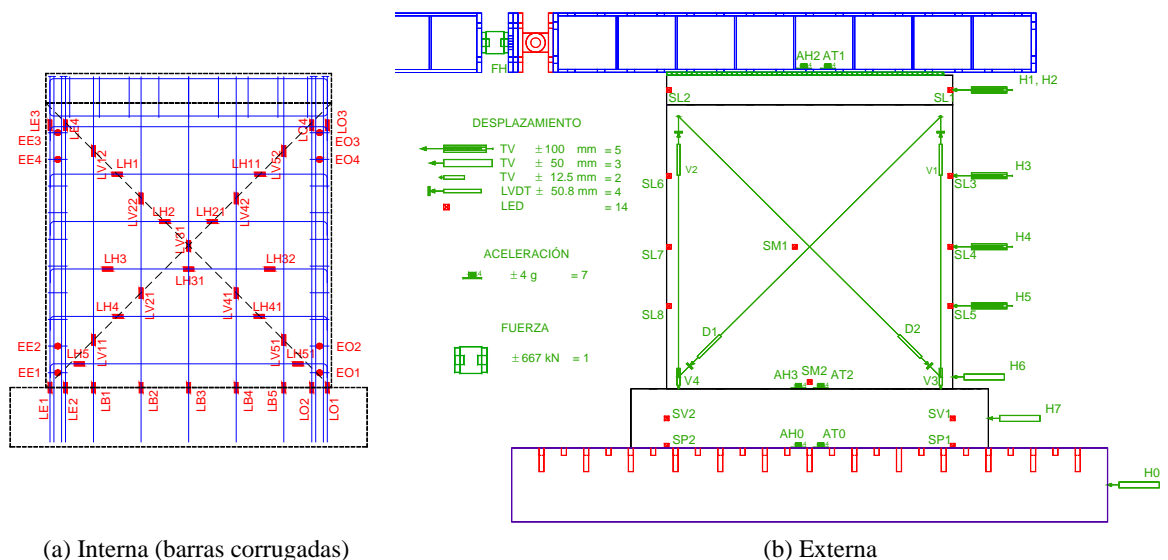 LE3
LE4
LO4
LO3
EE3
EE4
EO3
EO4
LV12
LV52
LH1
LH11
LV22
LV42
LH2
LH21
LV31
LH3
LH31
LH32
LV21
LV41
LH4
LH41
LV11
LV51
EE2
EO2
LH5
LH51
EE1
EO1
LE1
LE2
LB1
LB2
LB3
LB4
LB5
LO2
LO1
(a) Interna (barras corrugadas)
FH
AH2 AT1
SL2
SL1
H1, H2
DESPLAZAMIENTO
TV ± 100 mm = 5
TV ± 50 mm = 3
TV ± 12.5 mm = 2
LVDT ± 50.8 mm = 4
LED = 14
ACELERACIÓN
± 4 g = 7
FUERZA
± 667 kN = 1
V2
V1
H3
SL6
SL3
SM1
H4
SL7
SL4
H5
SL8
SL5
D1
D2
H6
V4
AH3 SM2 AT2
V3
SV2
SV1
H7
SP2
AH0 AT0
SP1
H0
(b) Externa